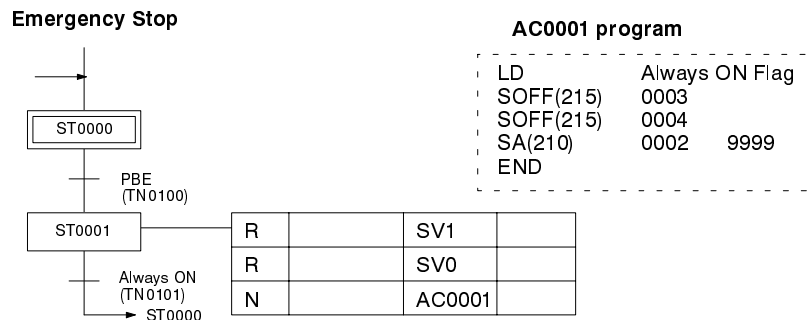 Emergency Stop
AC0001 program
LD Always ON Flag
SOFF(215) 0003
SOFF(215) 0004
SA(210) 0002 9999
END
ST0000
PBE
(TN0100)
ST0001
R SV1
R SV0
N AC0001
Always ON
(TN0101)
ST0000